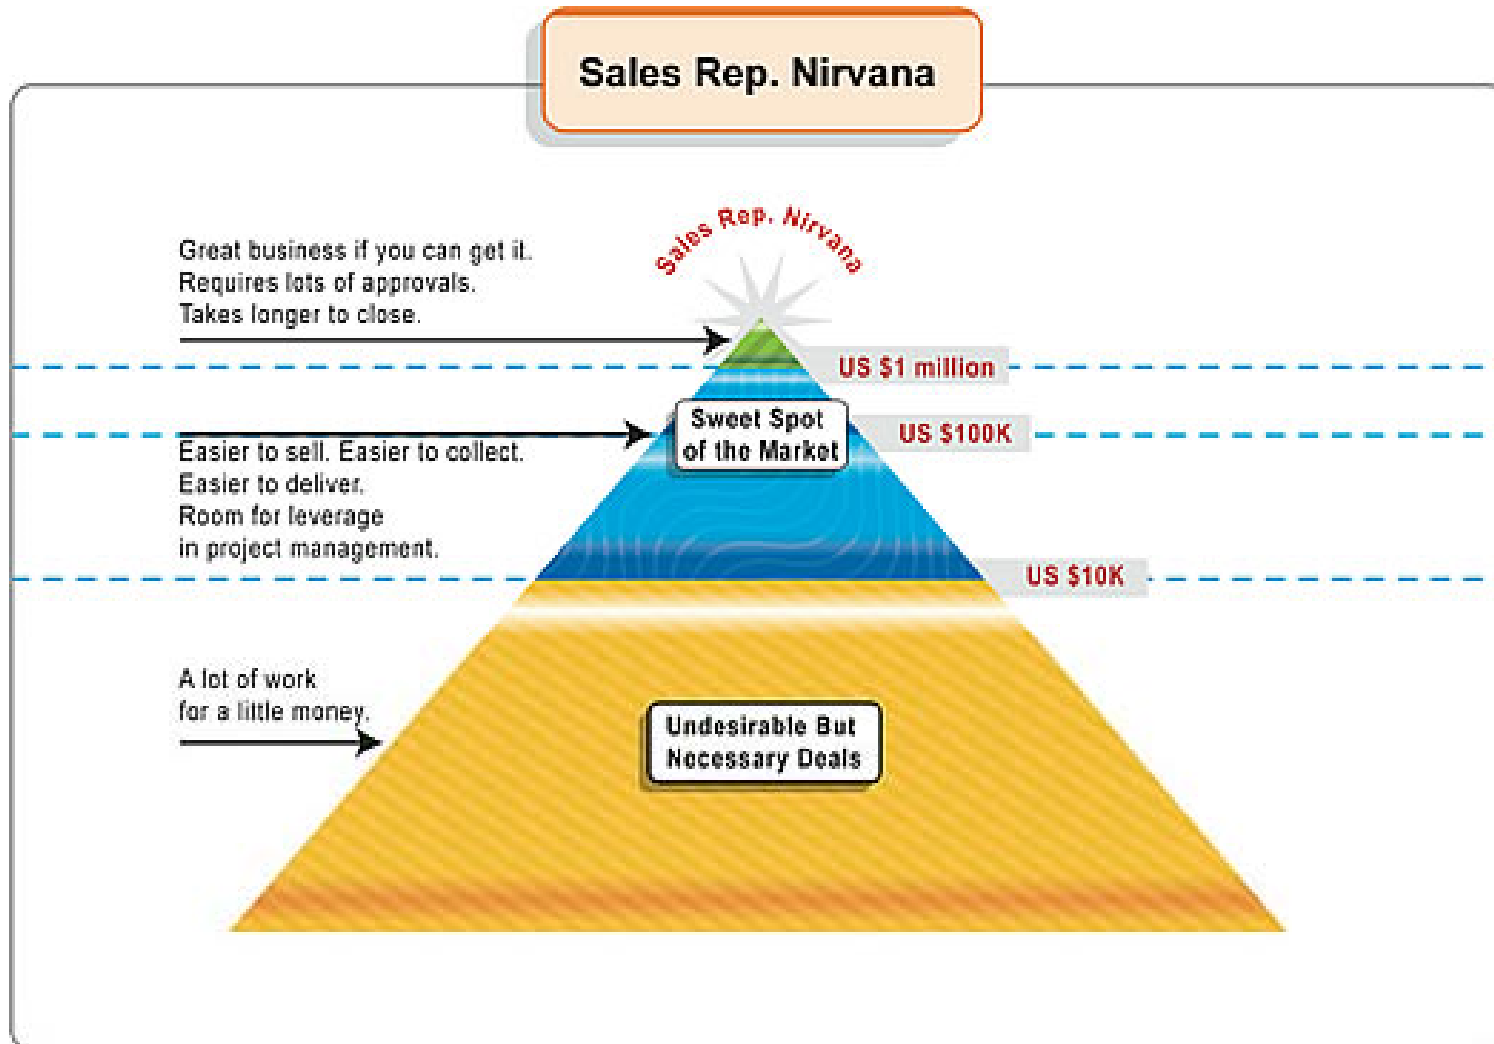 Sales Rep. Nirvana
Sales Rep. Nirvana
Great business if you can get it.
Requires lots of approvals.
Takes longer to close.
US $1 million
Sweet Spot
of the Market
US $100K
Easier to sell. Easier to collect.
Easier to deliver.
Room for leverage
in project management.
US $10K
A lot of work
for a little money.
Undesirable But
Necessary Deals